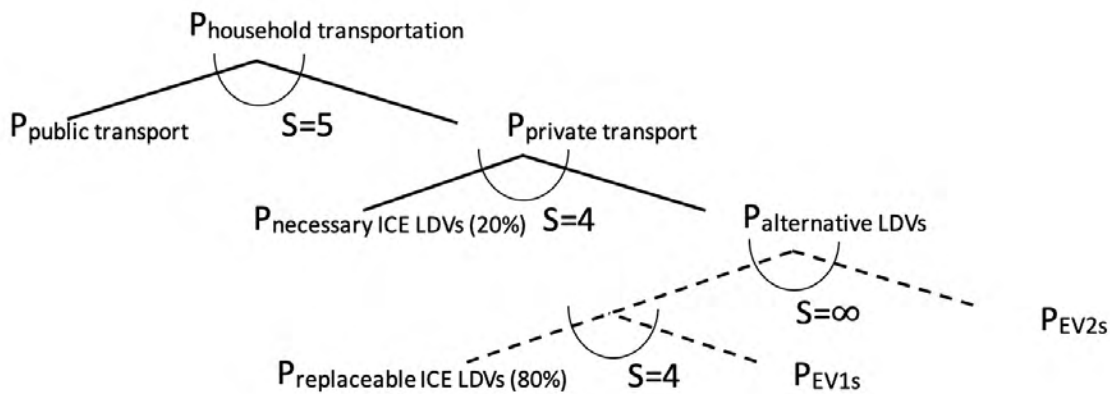 Phousehold transportation
Ppublic transport
S=5
Pprivate transport
Pnecessary ICE LDVs (20%)
S=4
Palternative LDVs
S=∞
PEV2s
Preplaceable ICE LDVs (80%)
S=4
PEV1s